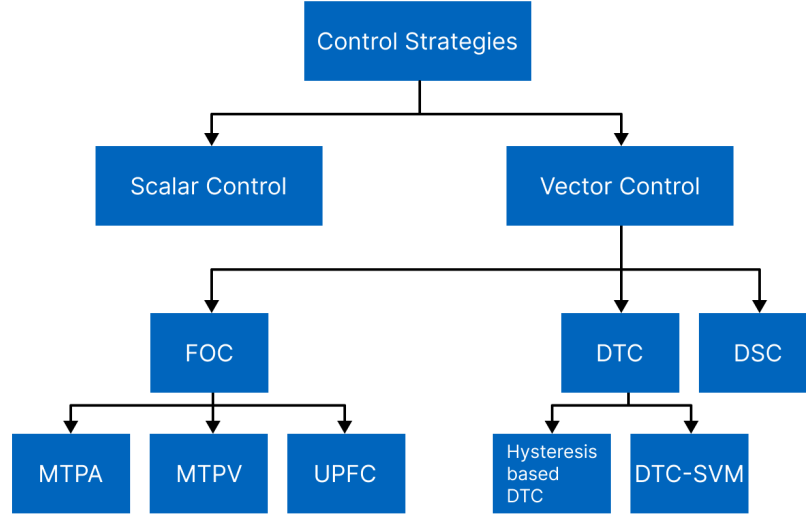 Control Strategies
Scalar Control
Vector Control
FOC
DTC
DSC
MTPA
MTPV
UPFC
Hysteresis
based
DTC
DTC-SVM